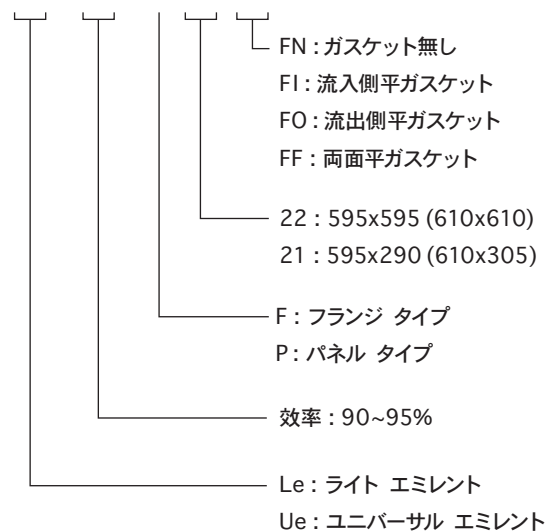 FN : ガスケット無し
FI : 流入側平ガスケット
FO : 流出側平ガスケット
FF : 両面平ガスケット
22 : 595x595 (610x610)
21 : 595x290 (610x305)
F : フランジ タイプ
P : パネル タイプ
効率 : 90~95%
Le : ライト エミレント
Ue : ユニバーサル エミレント